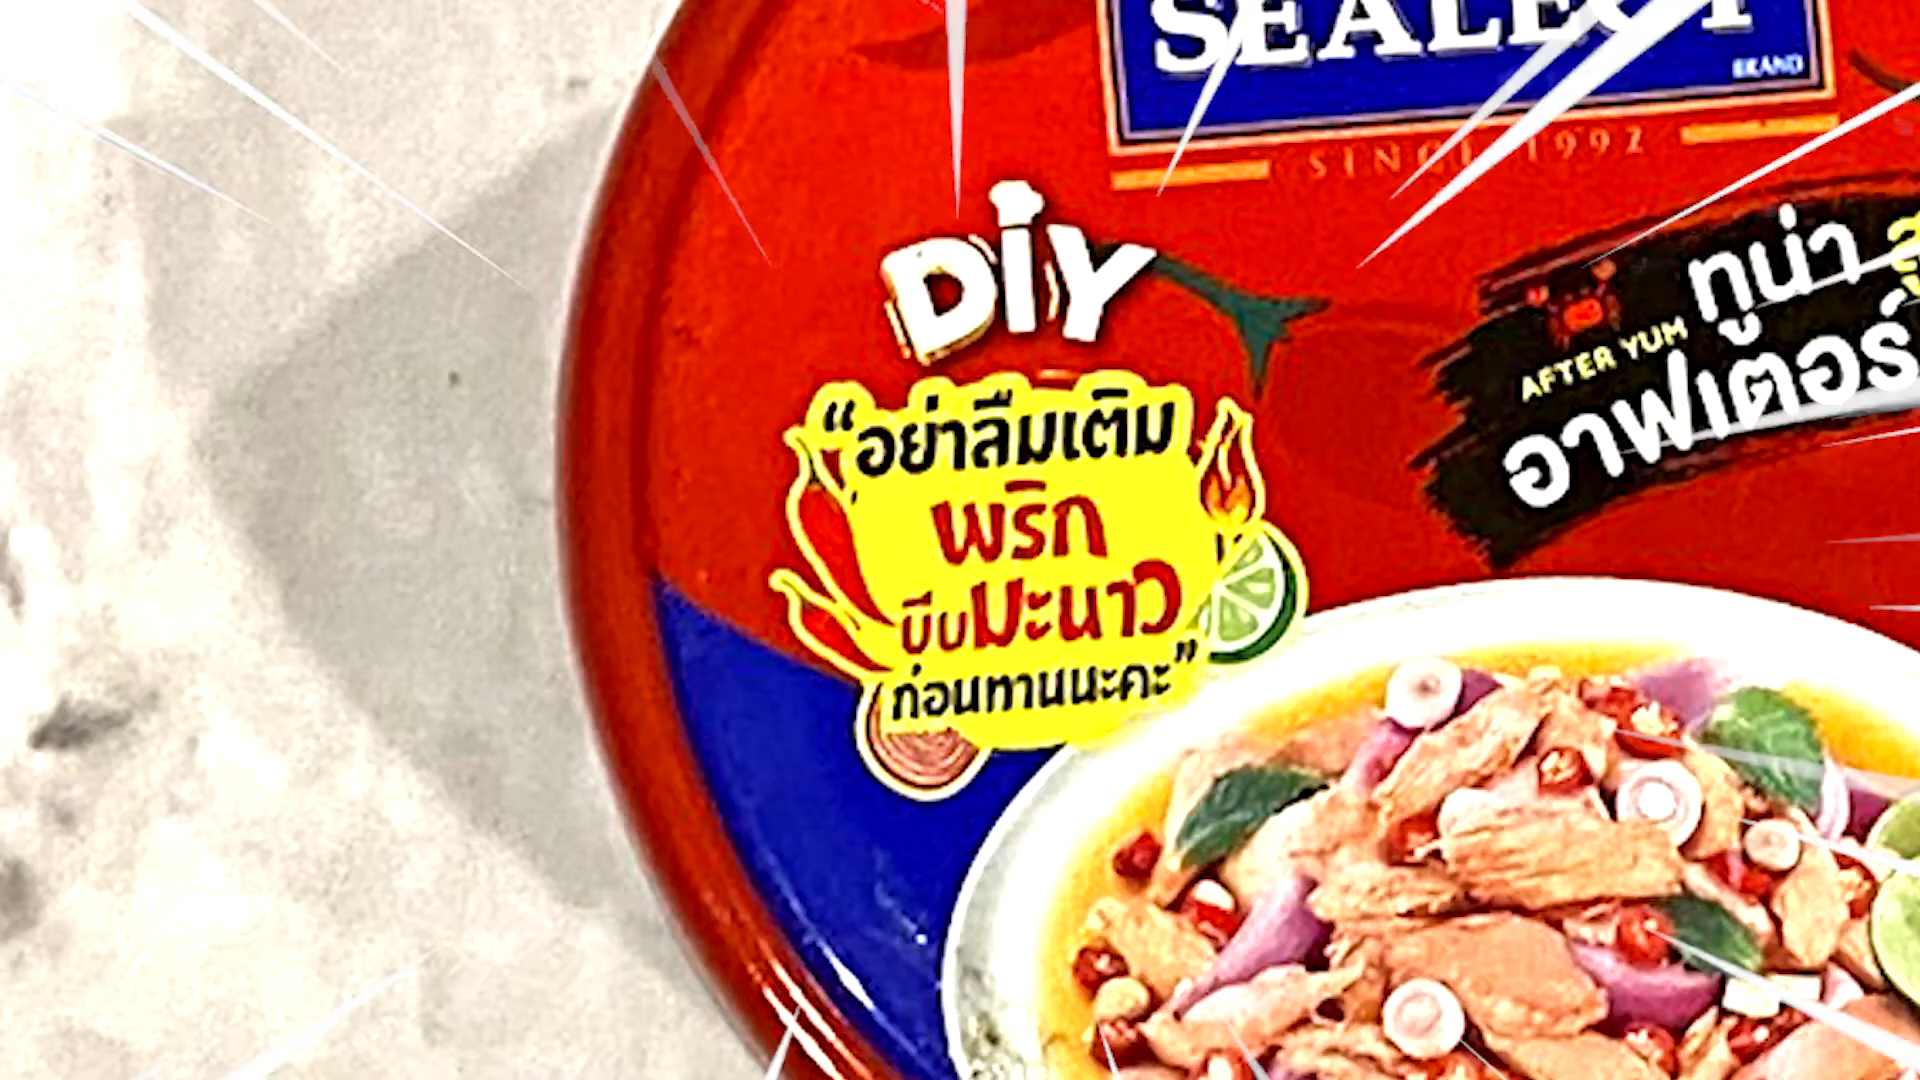 SEALECT
BRAND
SINCE 1992
DIY
"อย่าลืมเติม
พริก
บีบมะนาว
ก่อนทานนะคะ"
ทูน่า
AFTER YUM
อาฟเตอร์